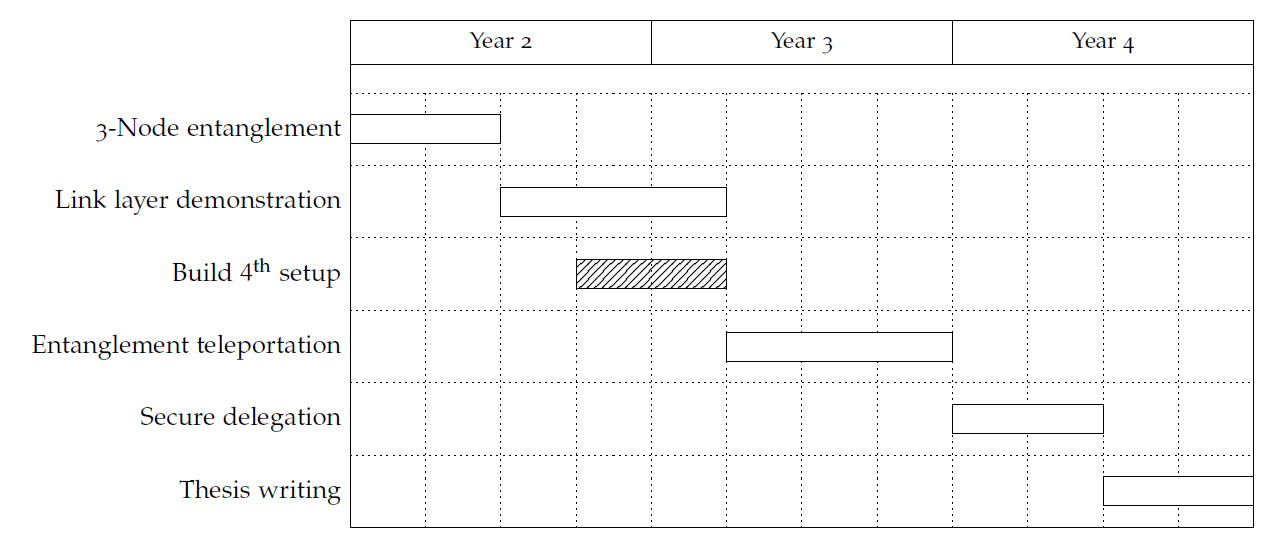 Year 2 Year 3 Year 4
3-Node entanglement
Link layer demonstration
Build 4th setup
Entanglement teleportation
Secure delegation
Thesis writing